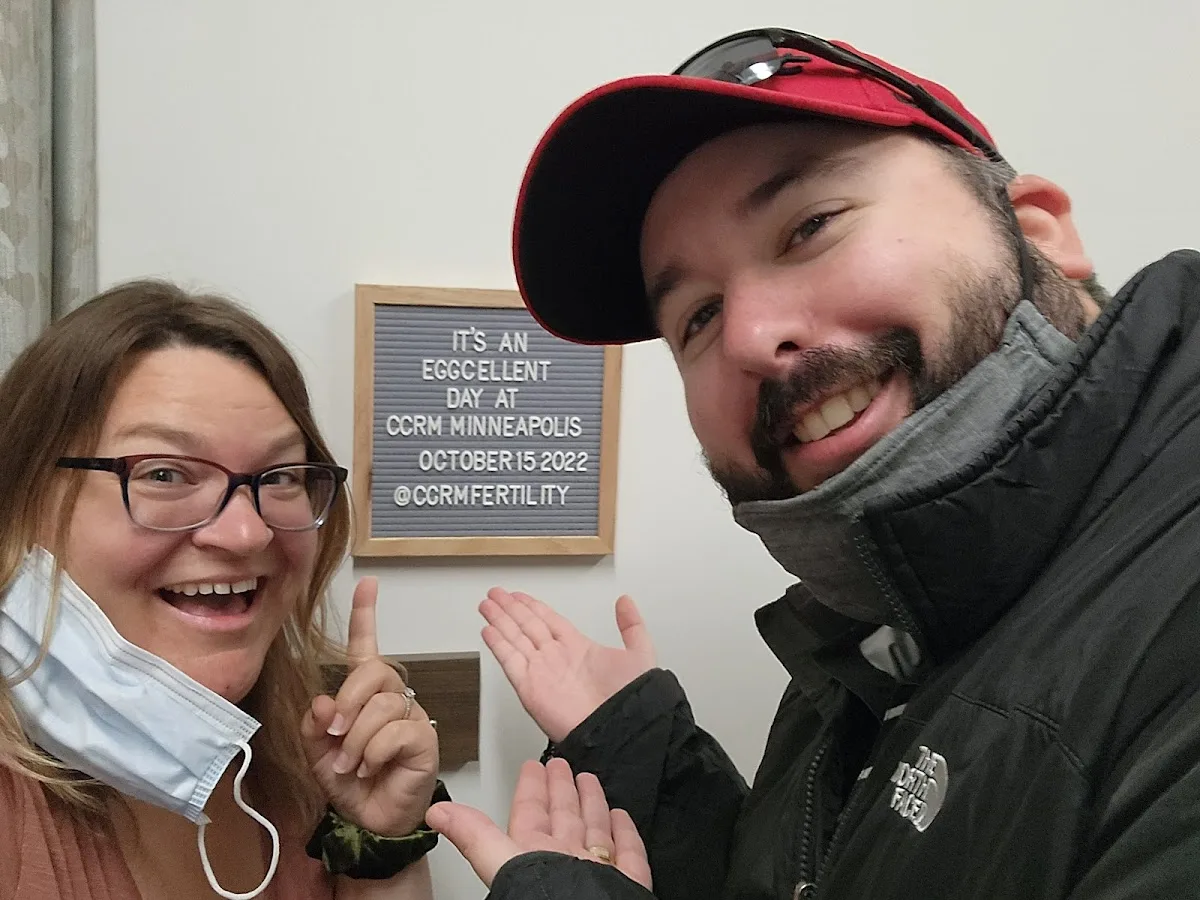 IT'S AN
EGGCELLENT
DAY AT
CCRM MINNEAPOLIS
OCTOBER 15 2022
@CCRMFERTILITY
THE
NORTH
FACE